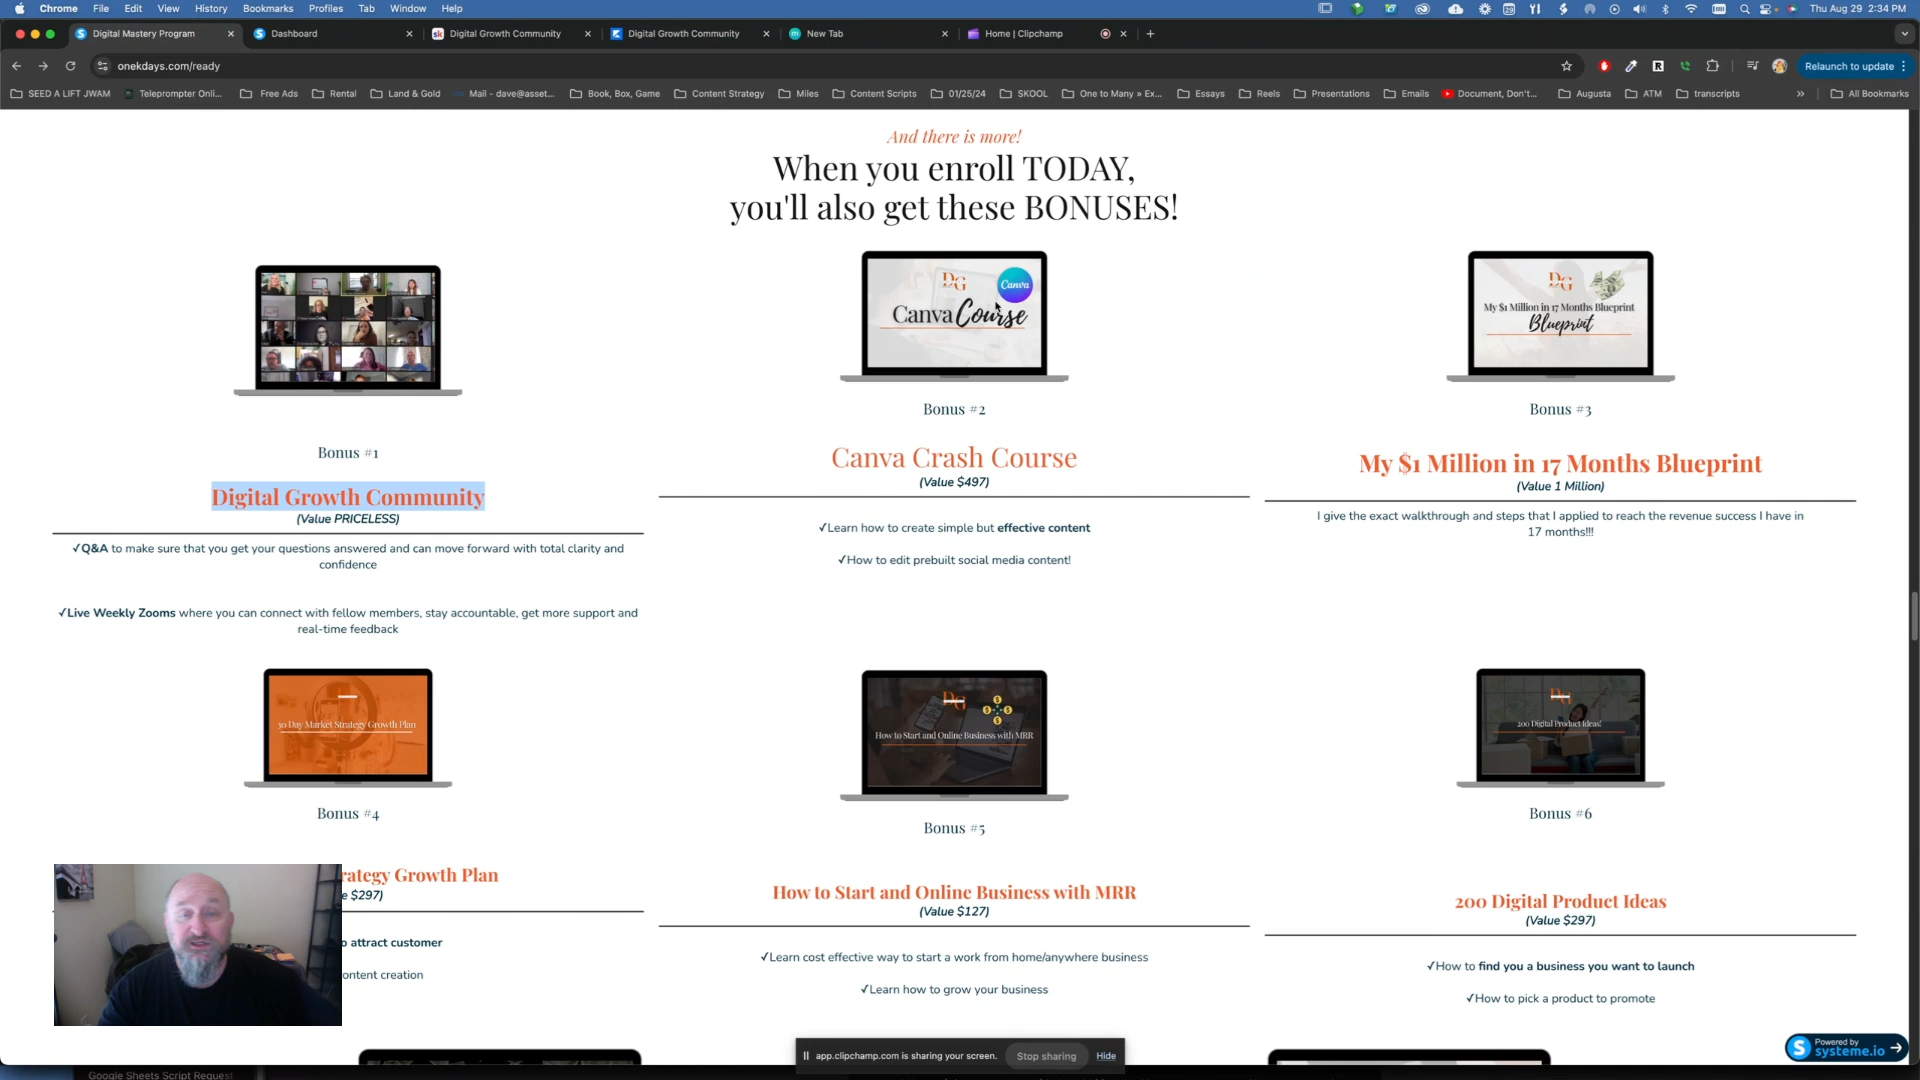 Chrome File Edit View History Bookmarks Profiles Tab Window Help
Thu Aug 29 2:34 PM
Digital Mastery Program
Dashboard
Digital Growth Community
Digital Growth Community
New Tab
Home | Clipchamp
onekdays.com/ready
Relaunch to update
SEED A LIFT JWAM
Teleprompter Onli...
Free Ads
Rental
Land & Gold
Mail - dave@asset...
Book, Box, Game
Content Strategy
Miles
Content Scripts
01/25/24
SKOOL
One to Many » Ex...
Essays
Reels
Presentations
Emails
Document, Don't...
Augusta
ATM
transcripts
»
All Bookmarks
And there is more!
When you enroll TODAY,
you'll also get these BONUSES!
Bonus #1
Digital Growth Community
(Value PRICELESS)
✓Q&A to make sure that you get your questions answered and can move forward with total clarity and
confidence
✓Live Weekly Zooms where you can connect with fellow members, stay accountable, get more support and
real-time feedback
DG
Canva
Canva Course
Bonus #2
Canva Crash Course
(Value $497)
✓Learn how to create simple but effective content
✓How to edit prebuilt social media content!
DG
My $1 Million in 17 Months Blueprint
Blueprint
Bonus #3
My $1 Million in 17 Months Blueprint
(Value 1 Million)
I give the exact walkthrough and steps that I applied to reach the revenue success I have in
17 months!!!
30 Day Market Strategy Growth Plan
Bonus #4
rategy Growth Plan
e $297)
o attract customer
ontent creation
DG
How to Start and Online Business with MRR
Bonus #5
How to Start and Online Business with MRR
(Value $127)
✓Learn cost effective way to start a work from home/anywhere business
✓Learn how to grow your business
DG
200 Digital Product Ideas!
Bonus #6
200 Digital Product Ideas
(Value $297)
✓How to find you a business you want to launch
✓How to pick a product to promote
app.clipchamp.com is sharing your screen.
Stop sharing
Hide
Powered by
systeme.io
Google Sheets Script Request